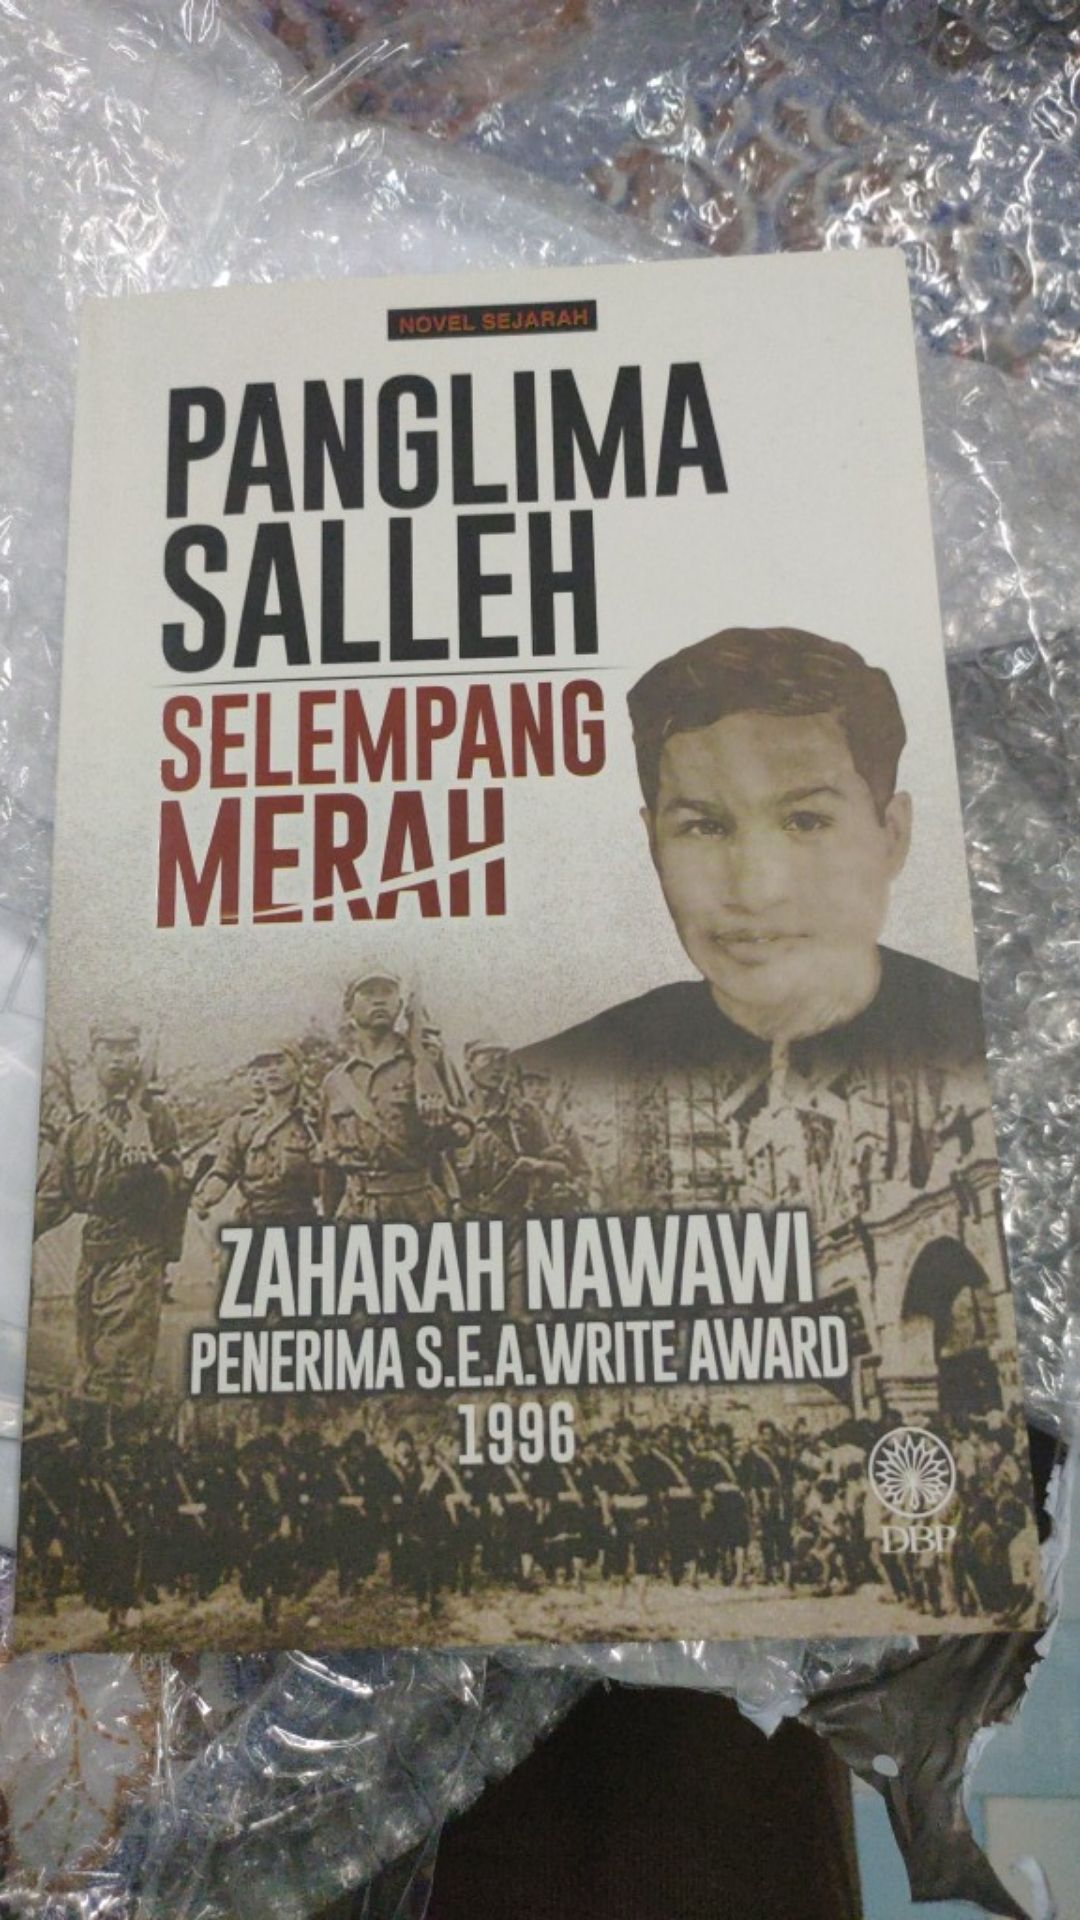 NOVEL SEJARAH
PANGLIMA
SALLEH
SELEMPANG
MERAH
ZAHARAH NAWAWI
PENERIMA S.E.A.WRITE AWARD
1996
DBP